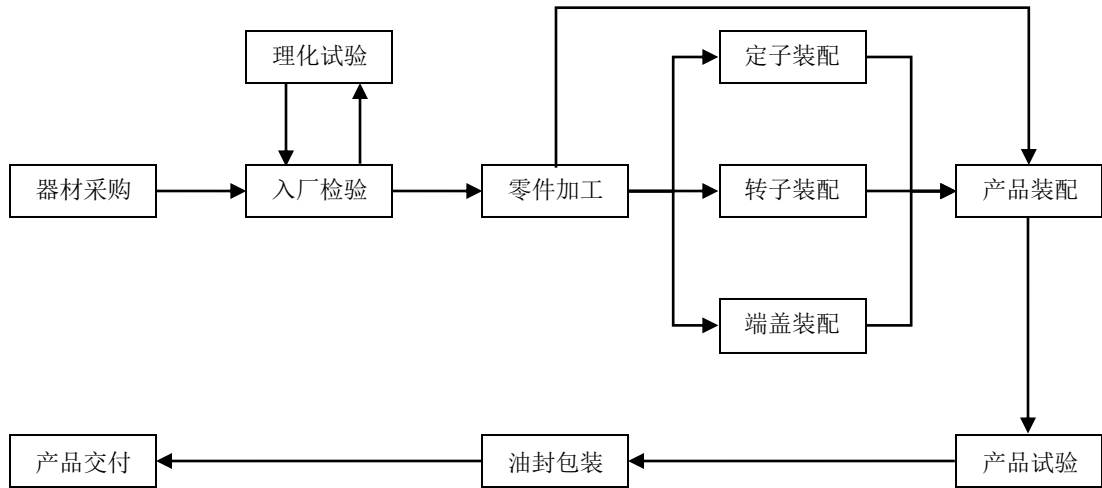 理化试验
定子装配
器材采购
入厂检验
零件加工
转子装配
产品装配
端盖装配
产品交付
油封包装
产品试验